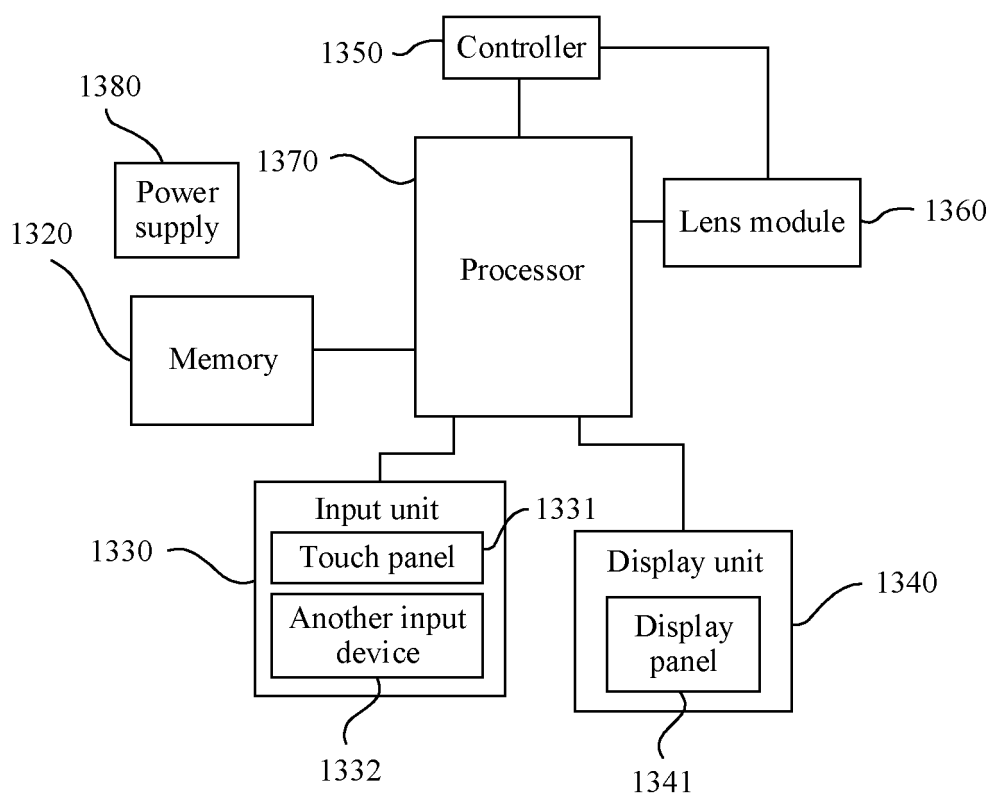 1350
Controller
1380
1370
Power
supply
Lens module
1360
1320
Processor
Memory
Input unit
1331
1330
Touch panel
Display unit
1340
Another input
device
Display
panel
1332
1341